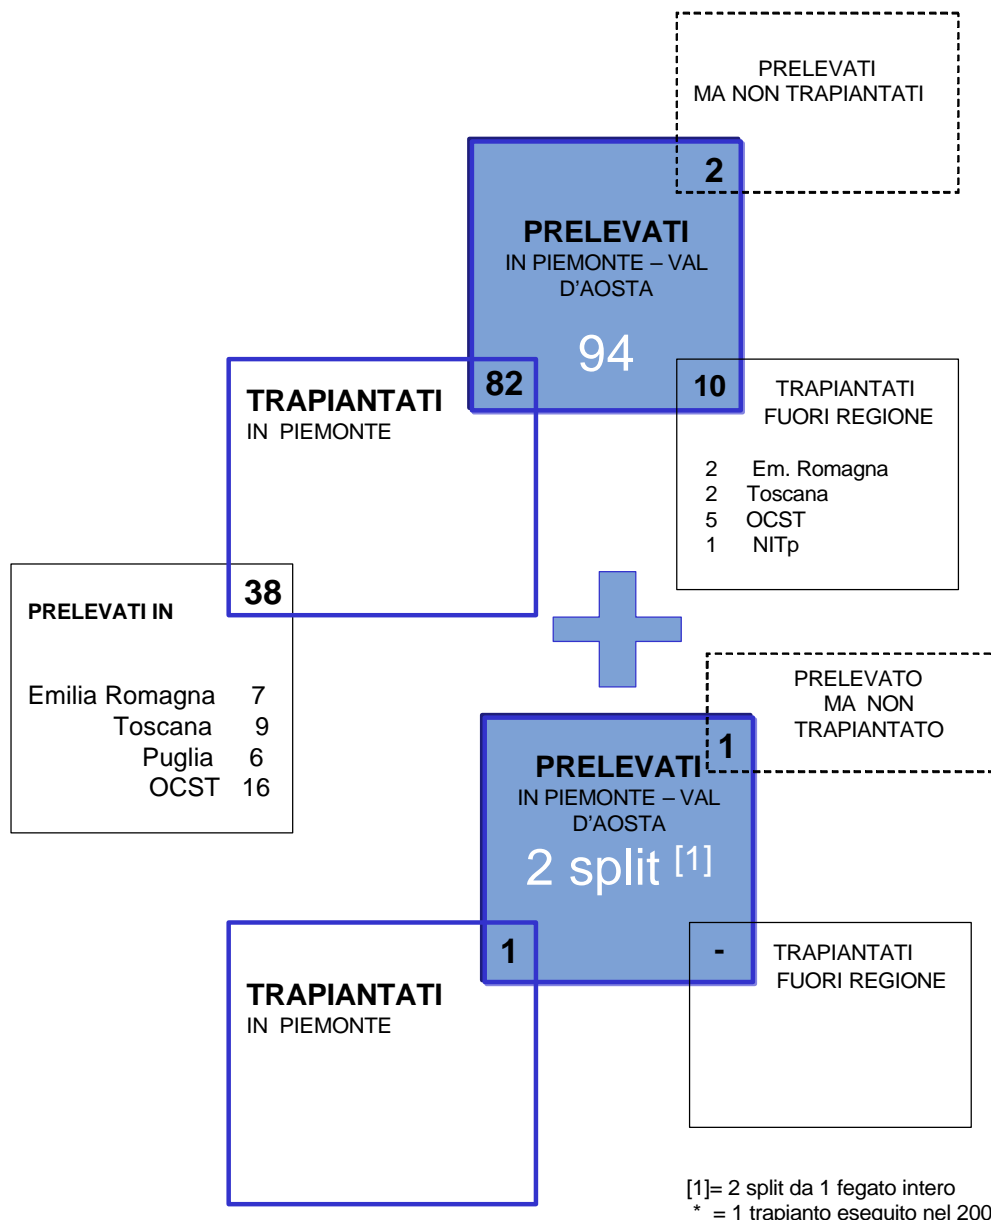 PRELEVATI
MA NON TRAPIANTATI
2
PRELEVATI
IN PIEMONTE – VAL
D'AOSTA
94
82
10
TRAPIANTATI
IN PIEMONTE
TRAPIANTATI
FUORI REGIONE
2 Em. Romagna
2 Toscana
5 OCST
1 NITp
38
PRELEVATI IN
Emilia Romagna 7
Toscana 9
Puglia 6
OCST 16
PRELEVATO
MA NON
TRAPIANTATO
1
PRELEVATI
IN PIEMONTE – VAL
D'AOSTA
2 split [1]
1
-
TRAPIANTATI
IN PIEMONTE
TRAPIANTATI
FUORI REGIONE
[1]= 2 split da 1 fegato intero
* = 1 trapianto eseguito nel 200